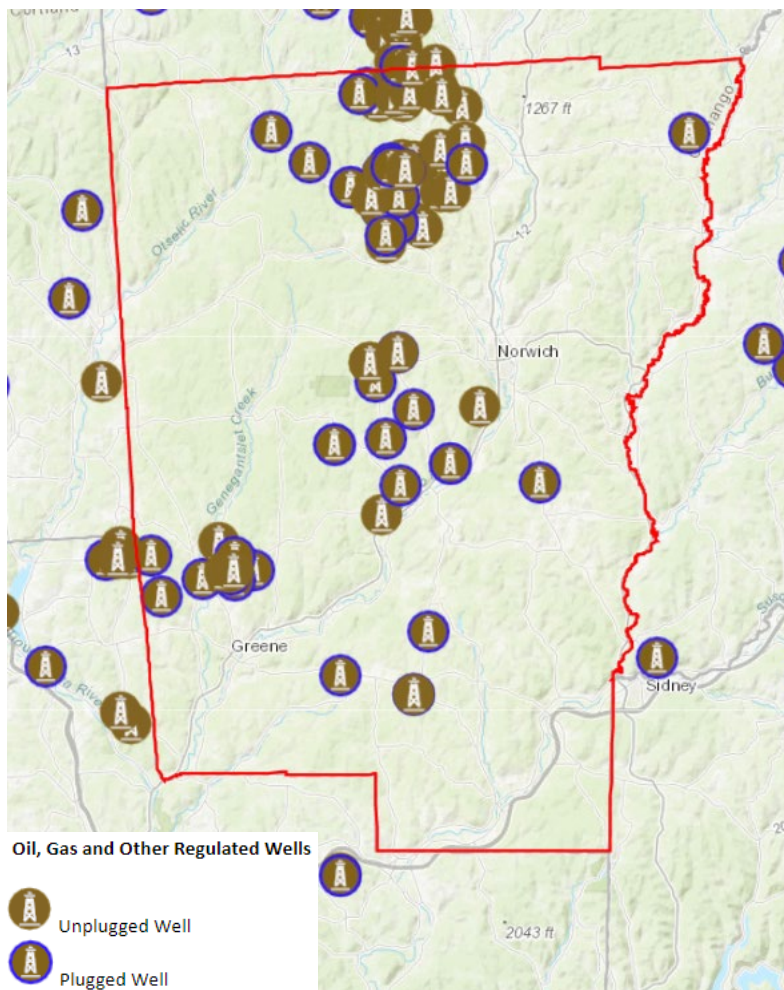 Cortland
13
1267 ft
Otselic River
12
Norwich
Genegantslet Creek
Greene
Sidney
Oil, Gas and Other Regulated Wells
Unplugged Well
Plugged Well
2043 ft